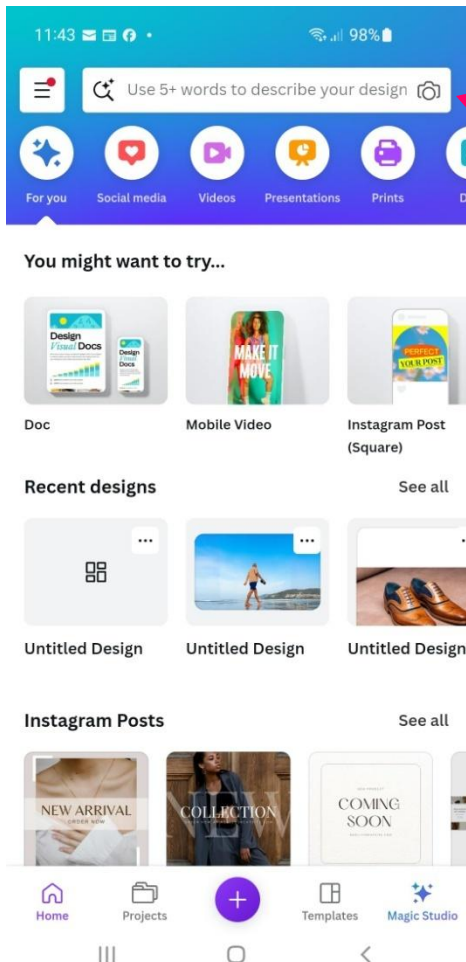 11:43
98%
Use 5+ words to describe your design
For you
Social media
Videos
Presentations
Prints
D
You might want to try...
Design
Visual Docs
Design
Visual
Docs
MAKE IT
MOVE
PERFECT
YOUR POST
Doc
Mobile Video
Instagram Post
(Square)
Recent designs
See all
Untitled Design
Untitled Design
Untitled Design
Instagram Posts
See all
NEW ARRIVAL
ORDER NOW
NEW
COLLECTION
COMING
SOON
Home
Projects
Templates
Magic Studio